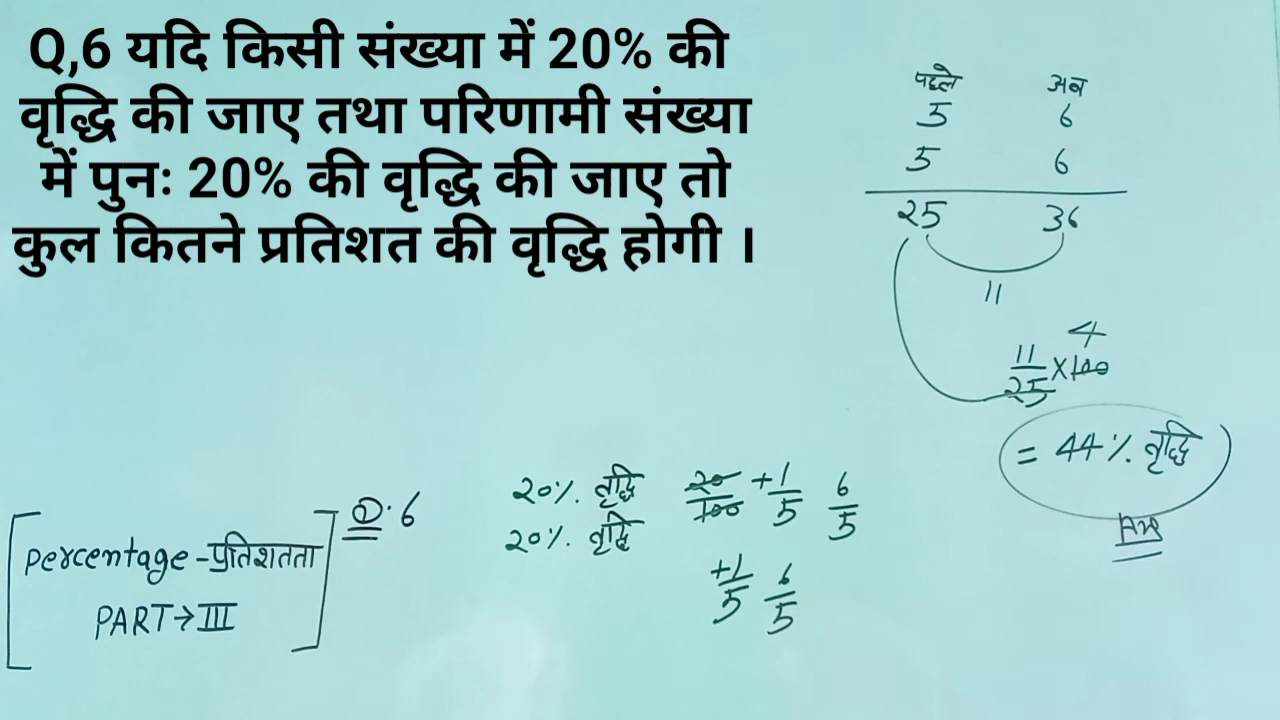 Q,6 यदि किसी संख्या में 20% की
वृद्धि की जाए तथा परिणामी संख्या
में पुनः 20% की वृद्धि की जाए तो
कुल कितने प्रतिशत की वृद्धि होगी ।
पहले अब
5 6
5 6
25 36
11
4
11/25 X 100
= 44% वृद्धि
Ans
20% वृद्धि 20/100 +1/5 6/5
20% वृद्धि
+1/5 6/5
Percentage-प्रतिशतता
PART→III
Q.6